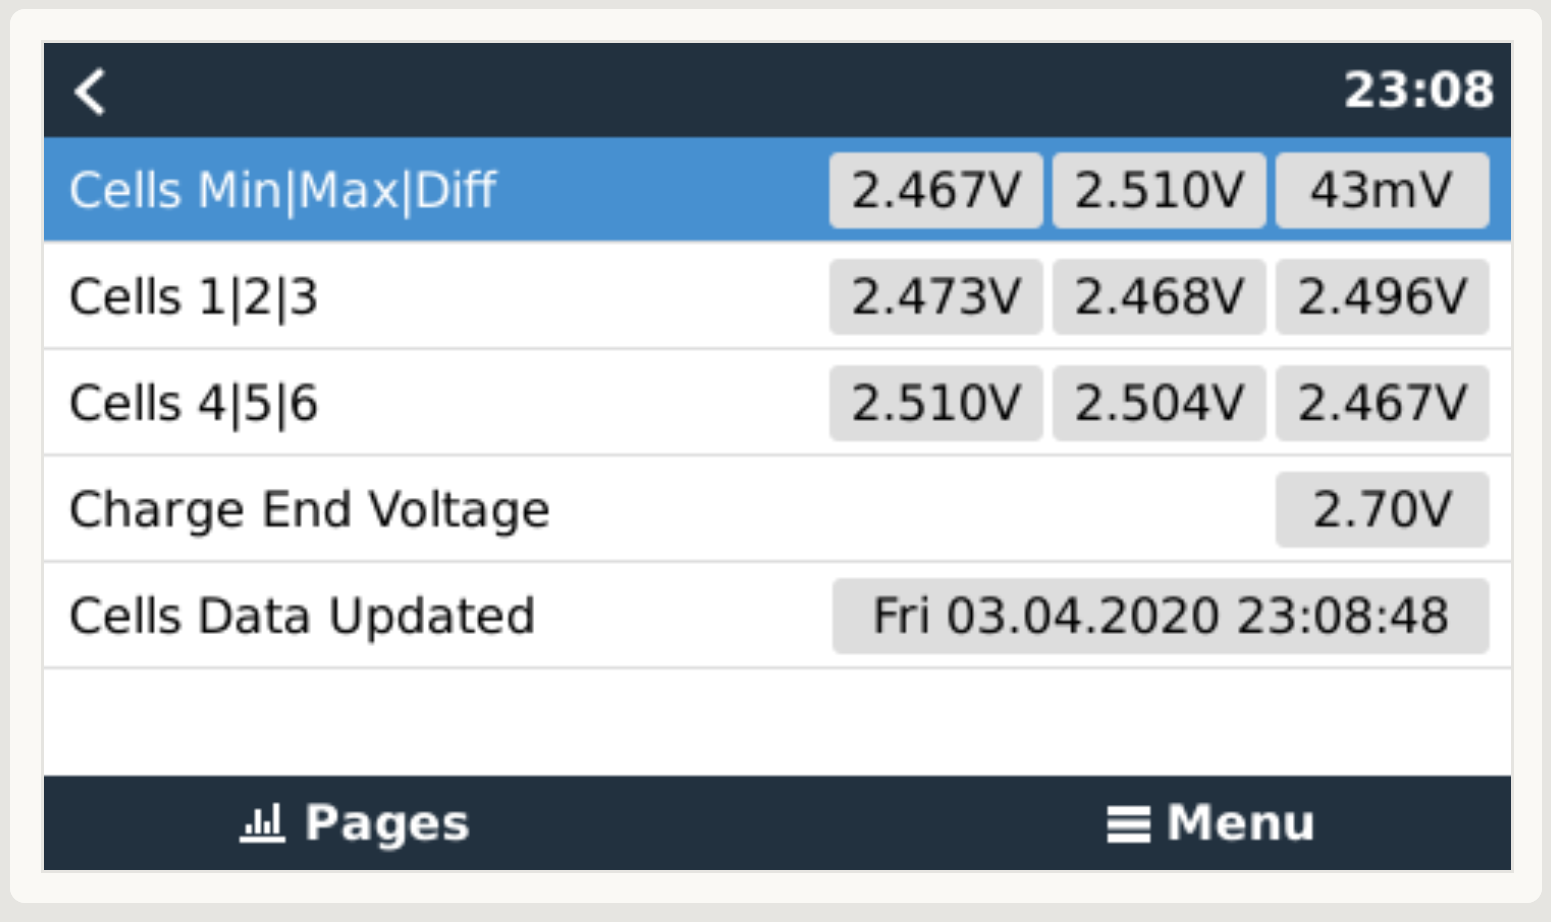 23:08
Cells Min|Max|Diff 2.467V 2.510V 43mV
Cells 1|2|3 2.473V 2.468V 2.496V
Cells 4|5|6 2.510V 2.504V 2.467V
Charge End Voltage 2.70V
Cells Data Updated Fri 03.04.2020 23:08:48
Pages Menu